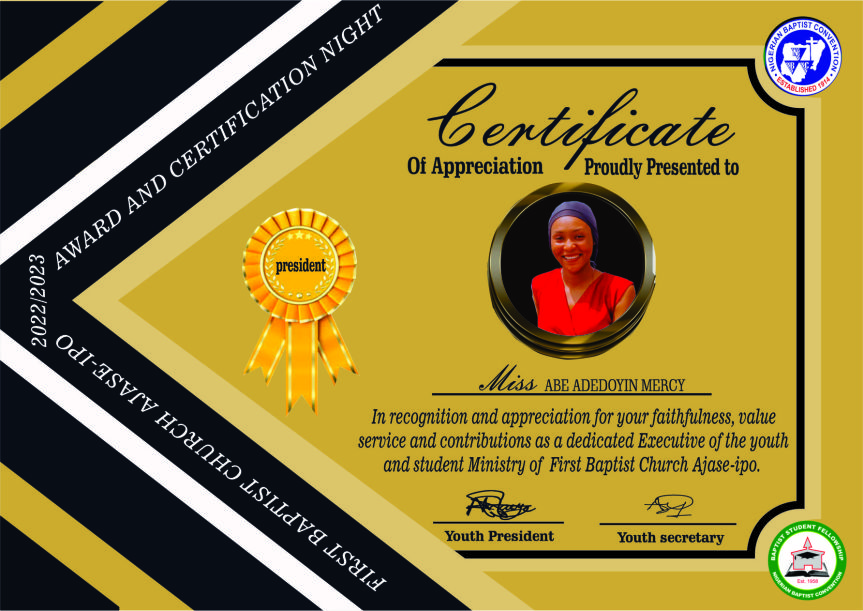 AWARD AND CERTIFICATION NIGHT
2022/2023
FIRST BAPTIST CHURCH AJASE-IPO
president
NIGERIAN BAPTIST CONVENTION
ESTABLISHED 1914
Certificate
Of Appreciation Proudly Presented to
Miss ABE ADEDOYIN MERCY
In recognition and appreciation for your faithfulness, value
service and contributions as a dedicated Executive of the youth
and student Ministry of First Baptist Church Ajase-ipo.
Youth President
Youth secretary
BAPTIST STUDENT FELLOWSHIP
Est. 1958
NIGERIAN BAPTIST CONVENTION